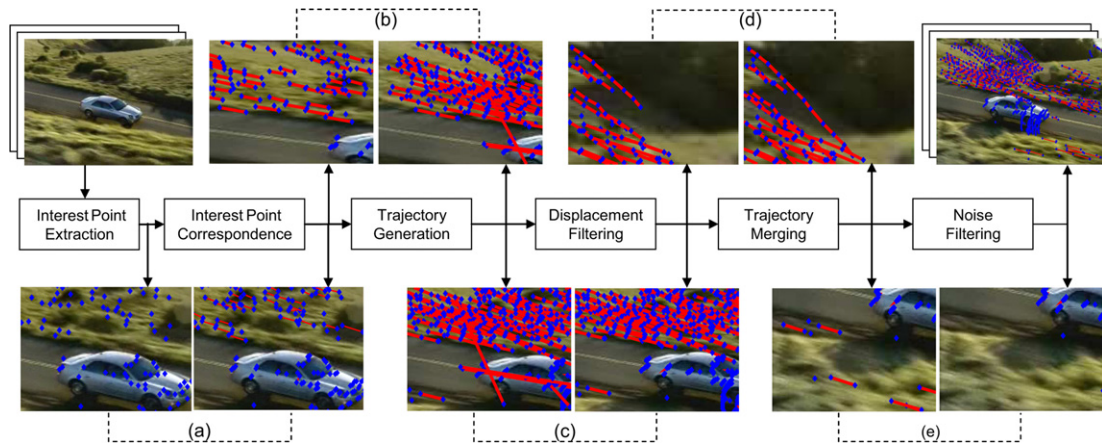 (b)
(d)
Interest Point
Extraction
Interest Point
Correspondence
Trajectory
Generation
Displacement
Filtering
Trajectory
Merging
Noise
Filtering
(a)
(c)
(e)